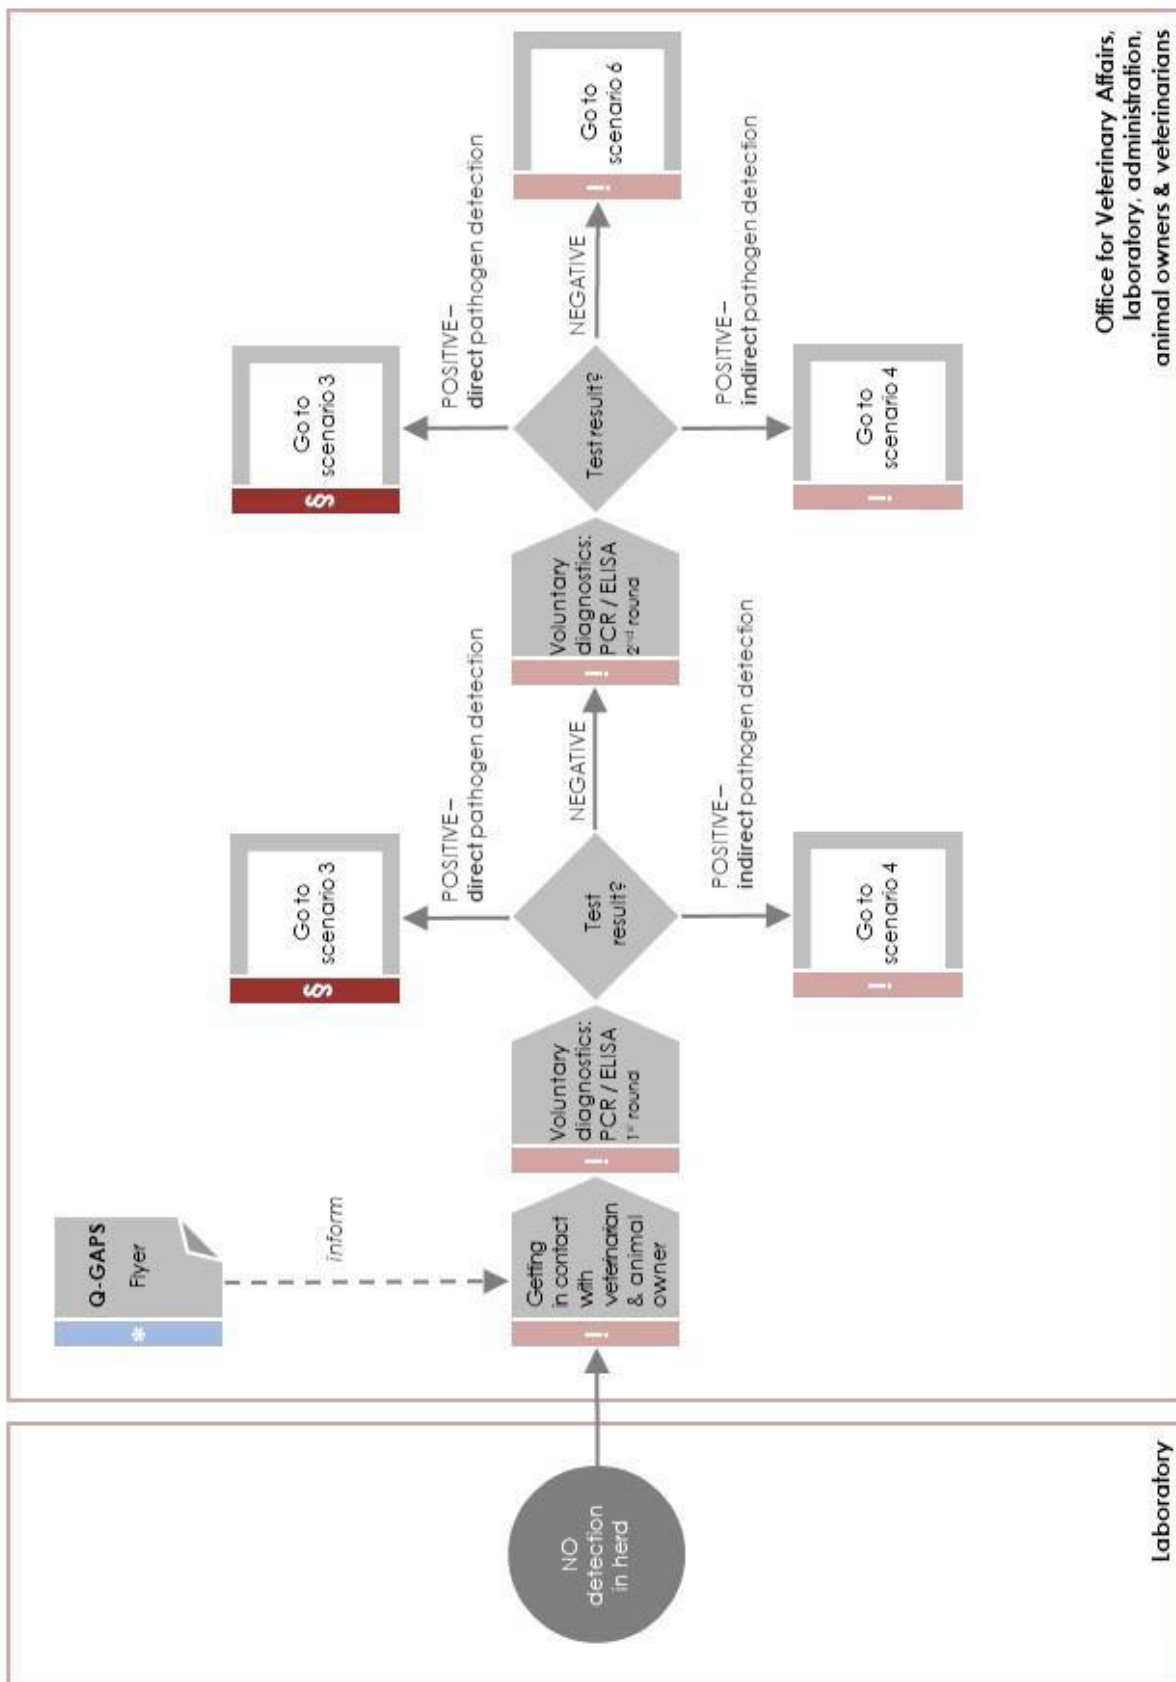 Q-GAPS
Flyer
*
inform
NO
detection
in herd
Getting
in contact
with
veterinarian
& animal
owner
i
Voluntary
diagnostics:
PCR / ELISA
1st round
i
Test
result?
POSITIVE –
direct pathogen detection
Go to
scenario 3
§
POSITIVE –
indirect pathogen detection
Go to
scenario 4
i
NEGATIVE
Voluntary
diagnostics:
PCR / ELISA
2nd round
i
Test result?
POSITIVE –
direct pathogen detection
Go to
scenario 3
§
POSITIVE –
indirect pathogen detection
Go to
scenario 4
i
NEGATIVE
Go to
scenario 6
i
Laboratory
Office for Veterinary Affairs,
laboratory, administration,
animal owners & veterinarians